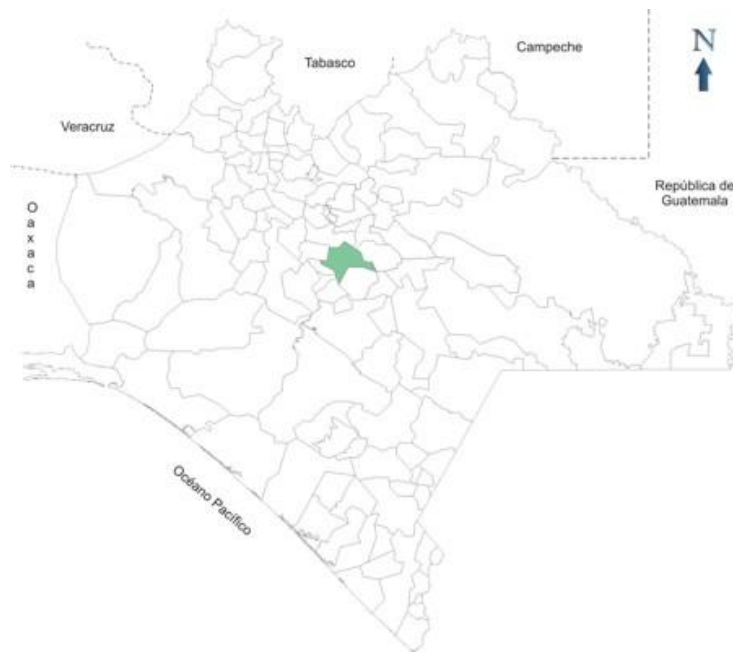 Campeche
N
Tabasco
Veracruz
República de
Guatemala
O
a
x
a
c
a
Océano Pacífico